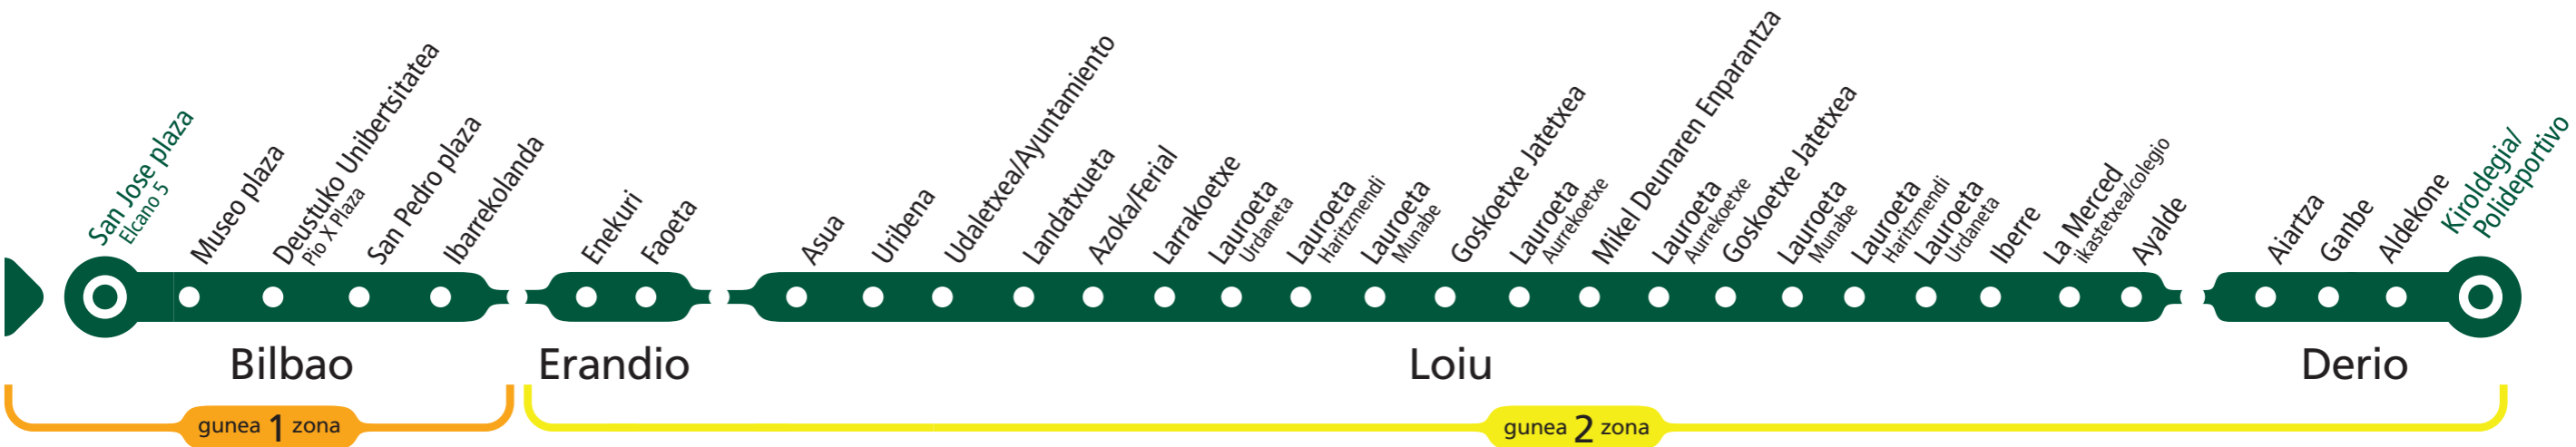 San Jose plaza
Elcano 5
Museo plaza
Deustuko Unibertsitatea
Pio X Plaza
San Pedro plaza
Ibarrekolanda
Enekuri
Faoeta
Asua
Uribena
Udaletxea/Ayuntamiento
Landatxueta
Azoka/Ferial
Larrakoetxe
Lauroeta
Urdaneta
Lauroeta
Haritzmendi
Lauroeta
Munabe
Goskoetxe Jatetxea
Lauroeta
Aurrekoetxe
Mikel Deunaren Enparantza
Lauroeta
Aurrekoetxe
Goskoetxe Jatetxea
Lauroeta
Munabe
Lauroeta
Haritzmendi
Lauroeta
Urdaneta
Iberre
La Merced
ikastetxea/colegio
Ayalde
Aiartza
Ganbe
Aldekone
Kiroldegia/
Polideportivo
Bilbao
Erandio
Loiu
Derio
gunea 1 zona
gunea 2 zona